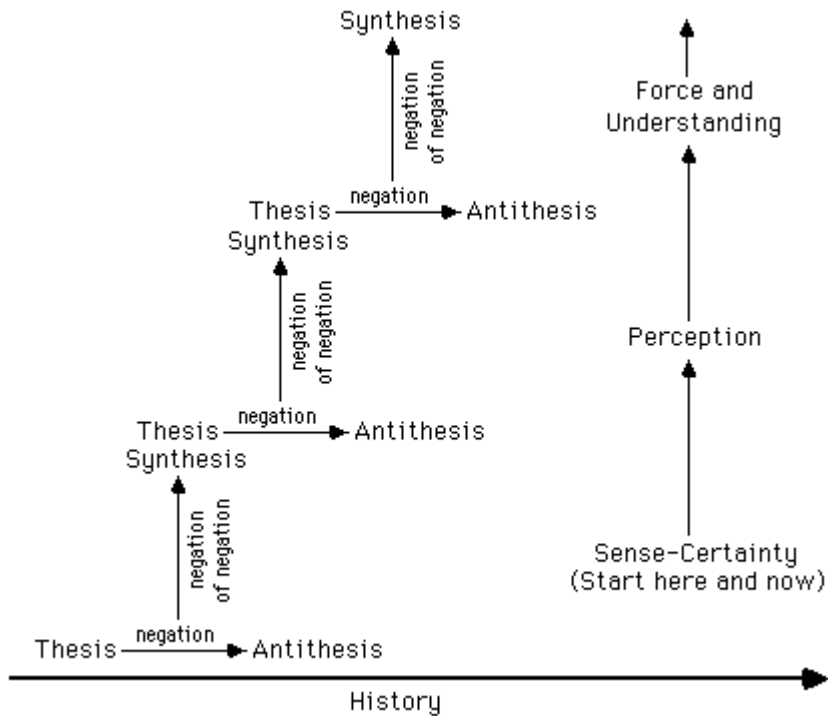 Synthesis
negation
of negation
Force and
Understanding
Thesis negation Antithesis
Synthesis
negation
of negation
Perception
Thesis negation Antithesis
Synthesis
negation
of negation
Sense-Certainty
(Start here and now)
Thesis negation Antithesis
History